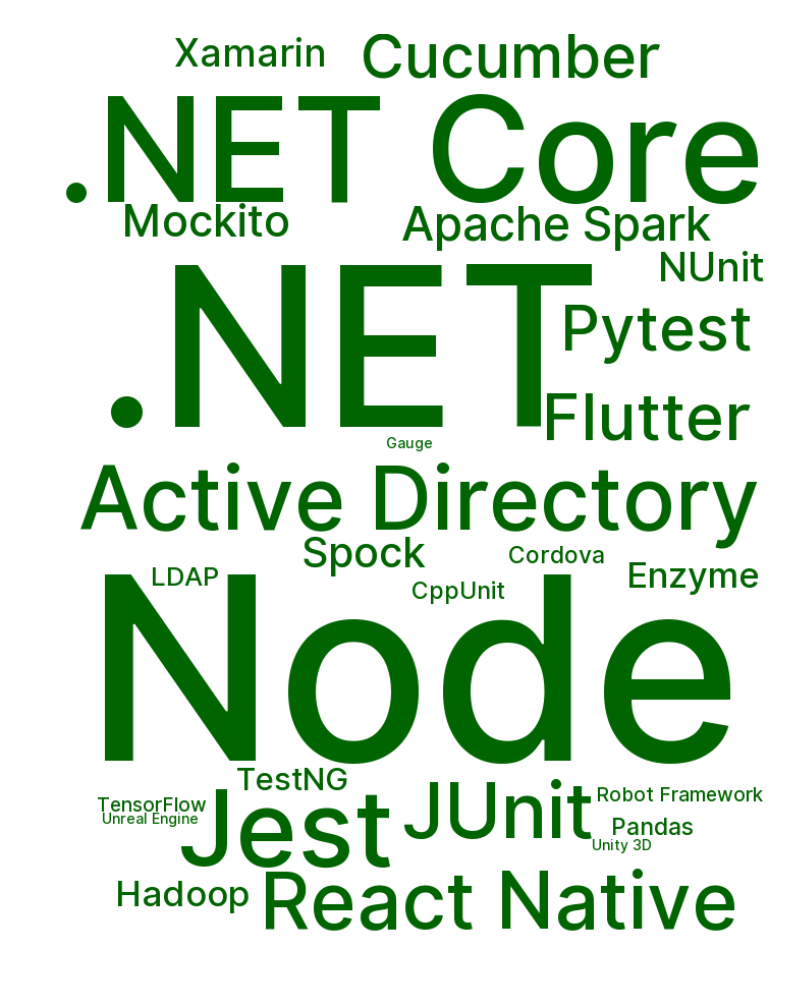 Xamarin
Cucumber
.NET Core
Mockito
Apache Spark
NUnit
.NET
Pytest
Flutter
Gauge
Active Directory
Spock
Cordova
LDAP
CppUnit
Enzyme
Node
TestNG
Jest
JUnit
Robot Framework
TensorFlow
Unreal Engine
Pandas
Unity 3D
Hadoop
React Native